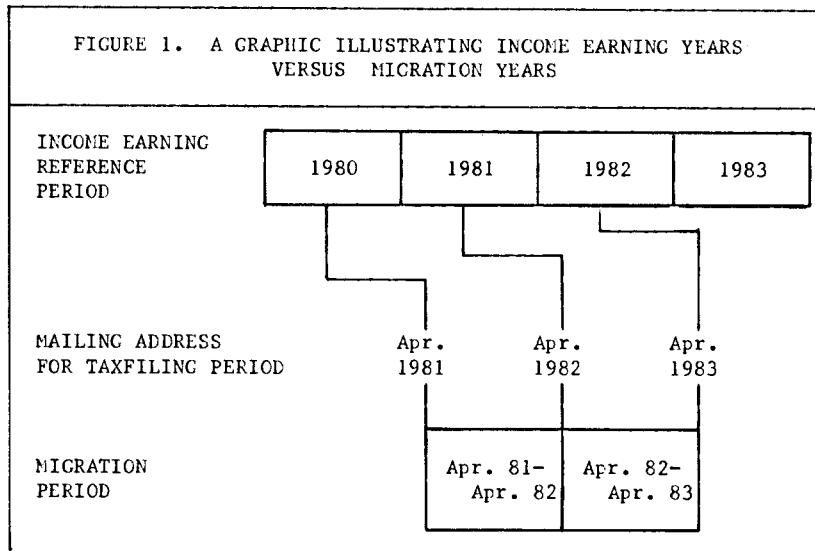 FIGURE 1. A GRAPHIC ILLUSTRATING INCOME EARNING YEARS
VERSUS MIGRATION YEARS
INCOME EARNING
REFERENCE
PERIOD
1980 1981 1982 1983
MAILING ADDRESS
FOR TAXFILING PERIOD
Apr. Apr. Apr.
1981 1982 1983
MIGRATION
PERIOD
Apr. 81- Apr. 82-
Apr. 82 Apr. 83